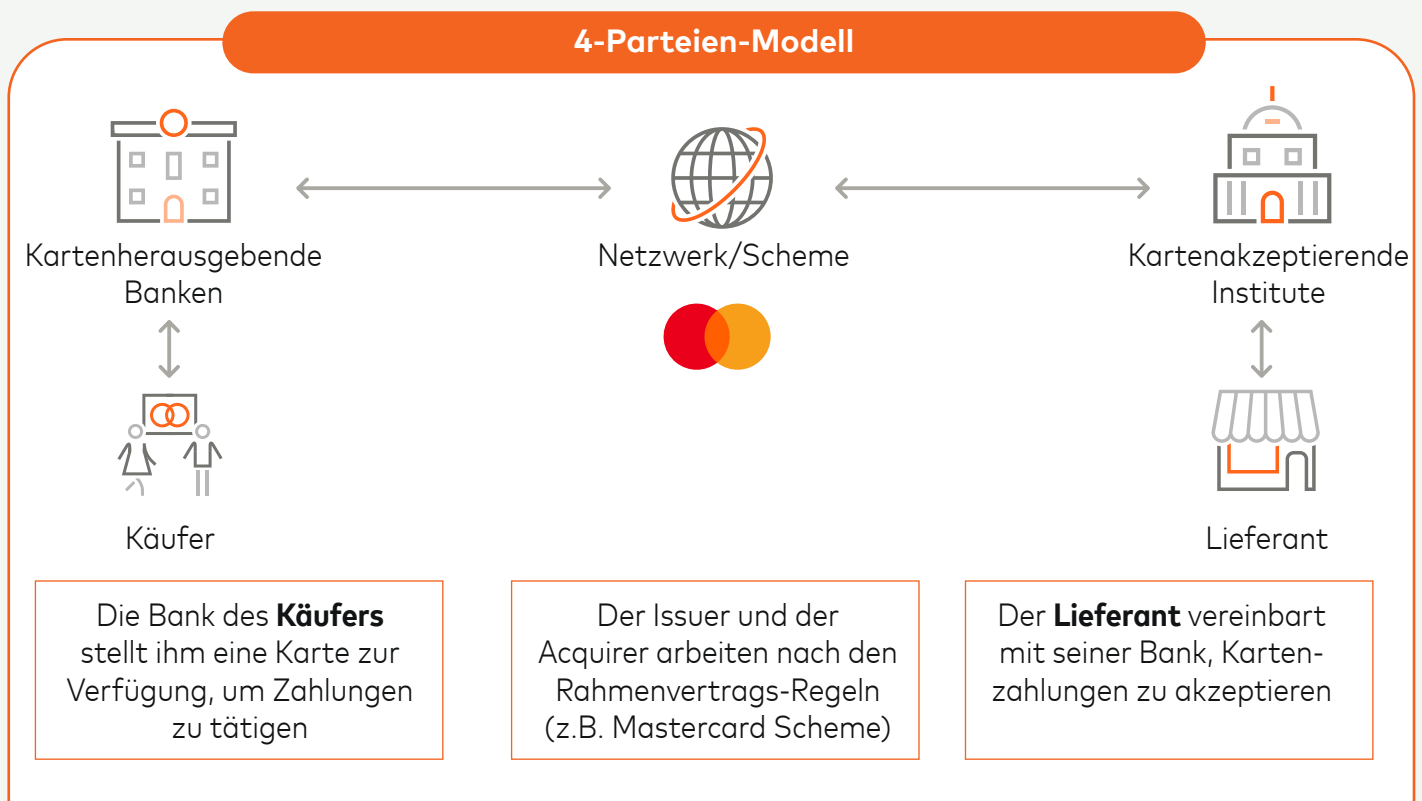 4-Parteien-Modell
Kartenherausgebende
Banken
Netzwerk/Scheme
Kartenakzeptierende
Institute
Käufer
Lieferant
Die Bank des Käufers
stellt ihm eine Karte zur
Verfügung, um Zahlungen
zu tätigen
Der Issuer und der
Acquirer arbeiten nach den
Rahmenvertrags-Regeln
(z.B. Mastercard Scheme)
Der Lieferant vereinbart
mit seiner Bank, Karten-
zahlungen zu akzeptieren